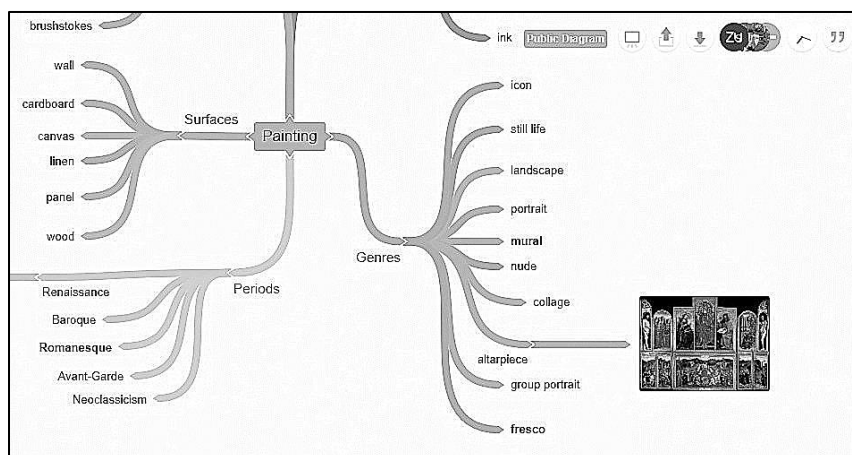 brushstokes
ink
Public Diagram
Zg
wall
cardboard
canvas
linen
panel
wood
Surfaces
Painting
icon
still life
landscape
portrait
mural
nude
collage
altarpiece
group portrait
fresco
Genres
Periods
Renaissance
Baroque
Romanesque
Avant-Garde
Neoclassicism